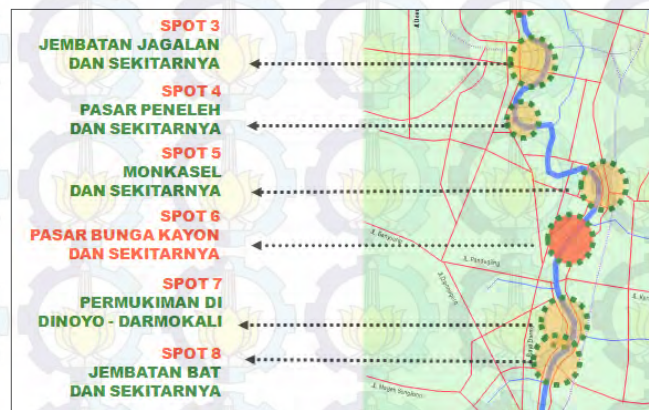 SPOT 3
JEMBATAN JAGALAN
DAN SEKITARNYA
SPOT 4
PASAR PENELEH
DAN SEKITARNYA
SPOT 5
MONKASEL
DAN SEKITARNYA
SPOT 6
PASAR BUNGA KAYON
DAN SEKITARNYA
SPOT 7
PERMUKIMAN DI
DINOYO - DARMOKALI
SPOT 8
JEMBATAN BAT
DAN SEKITARNYA